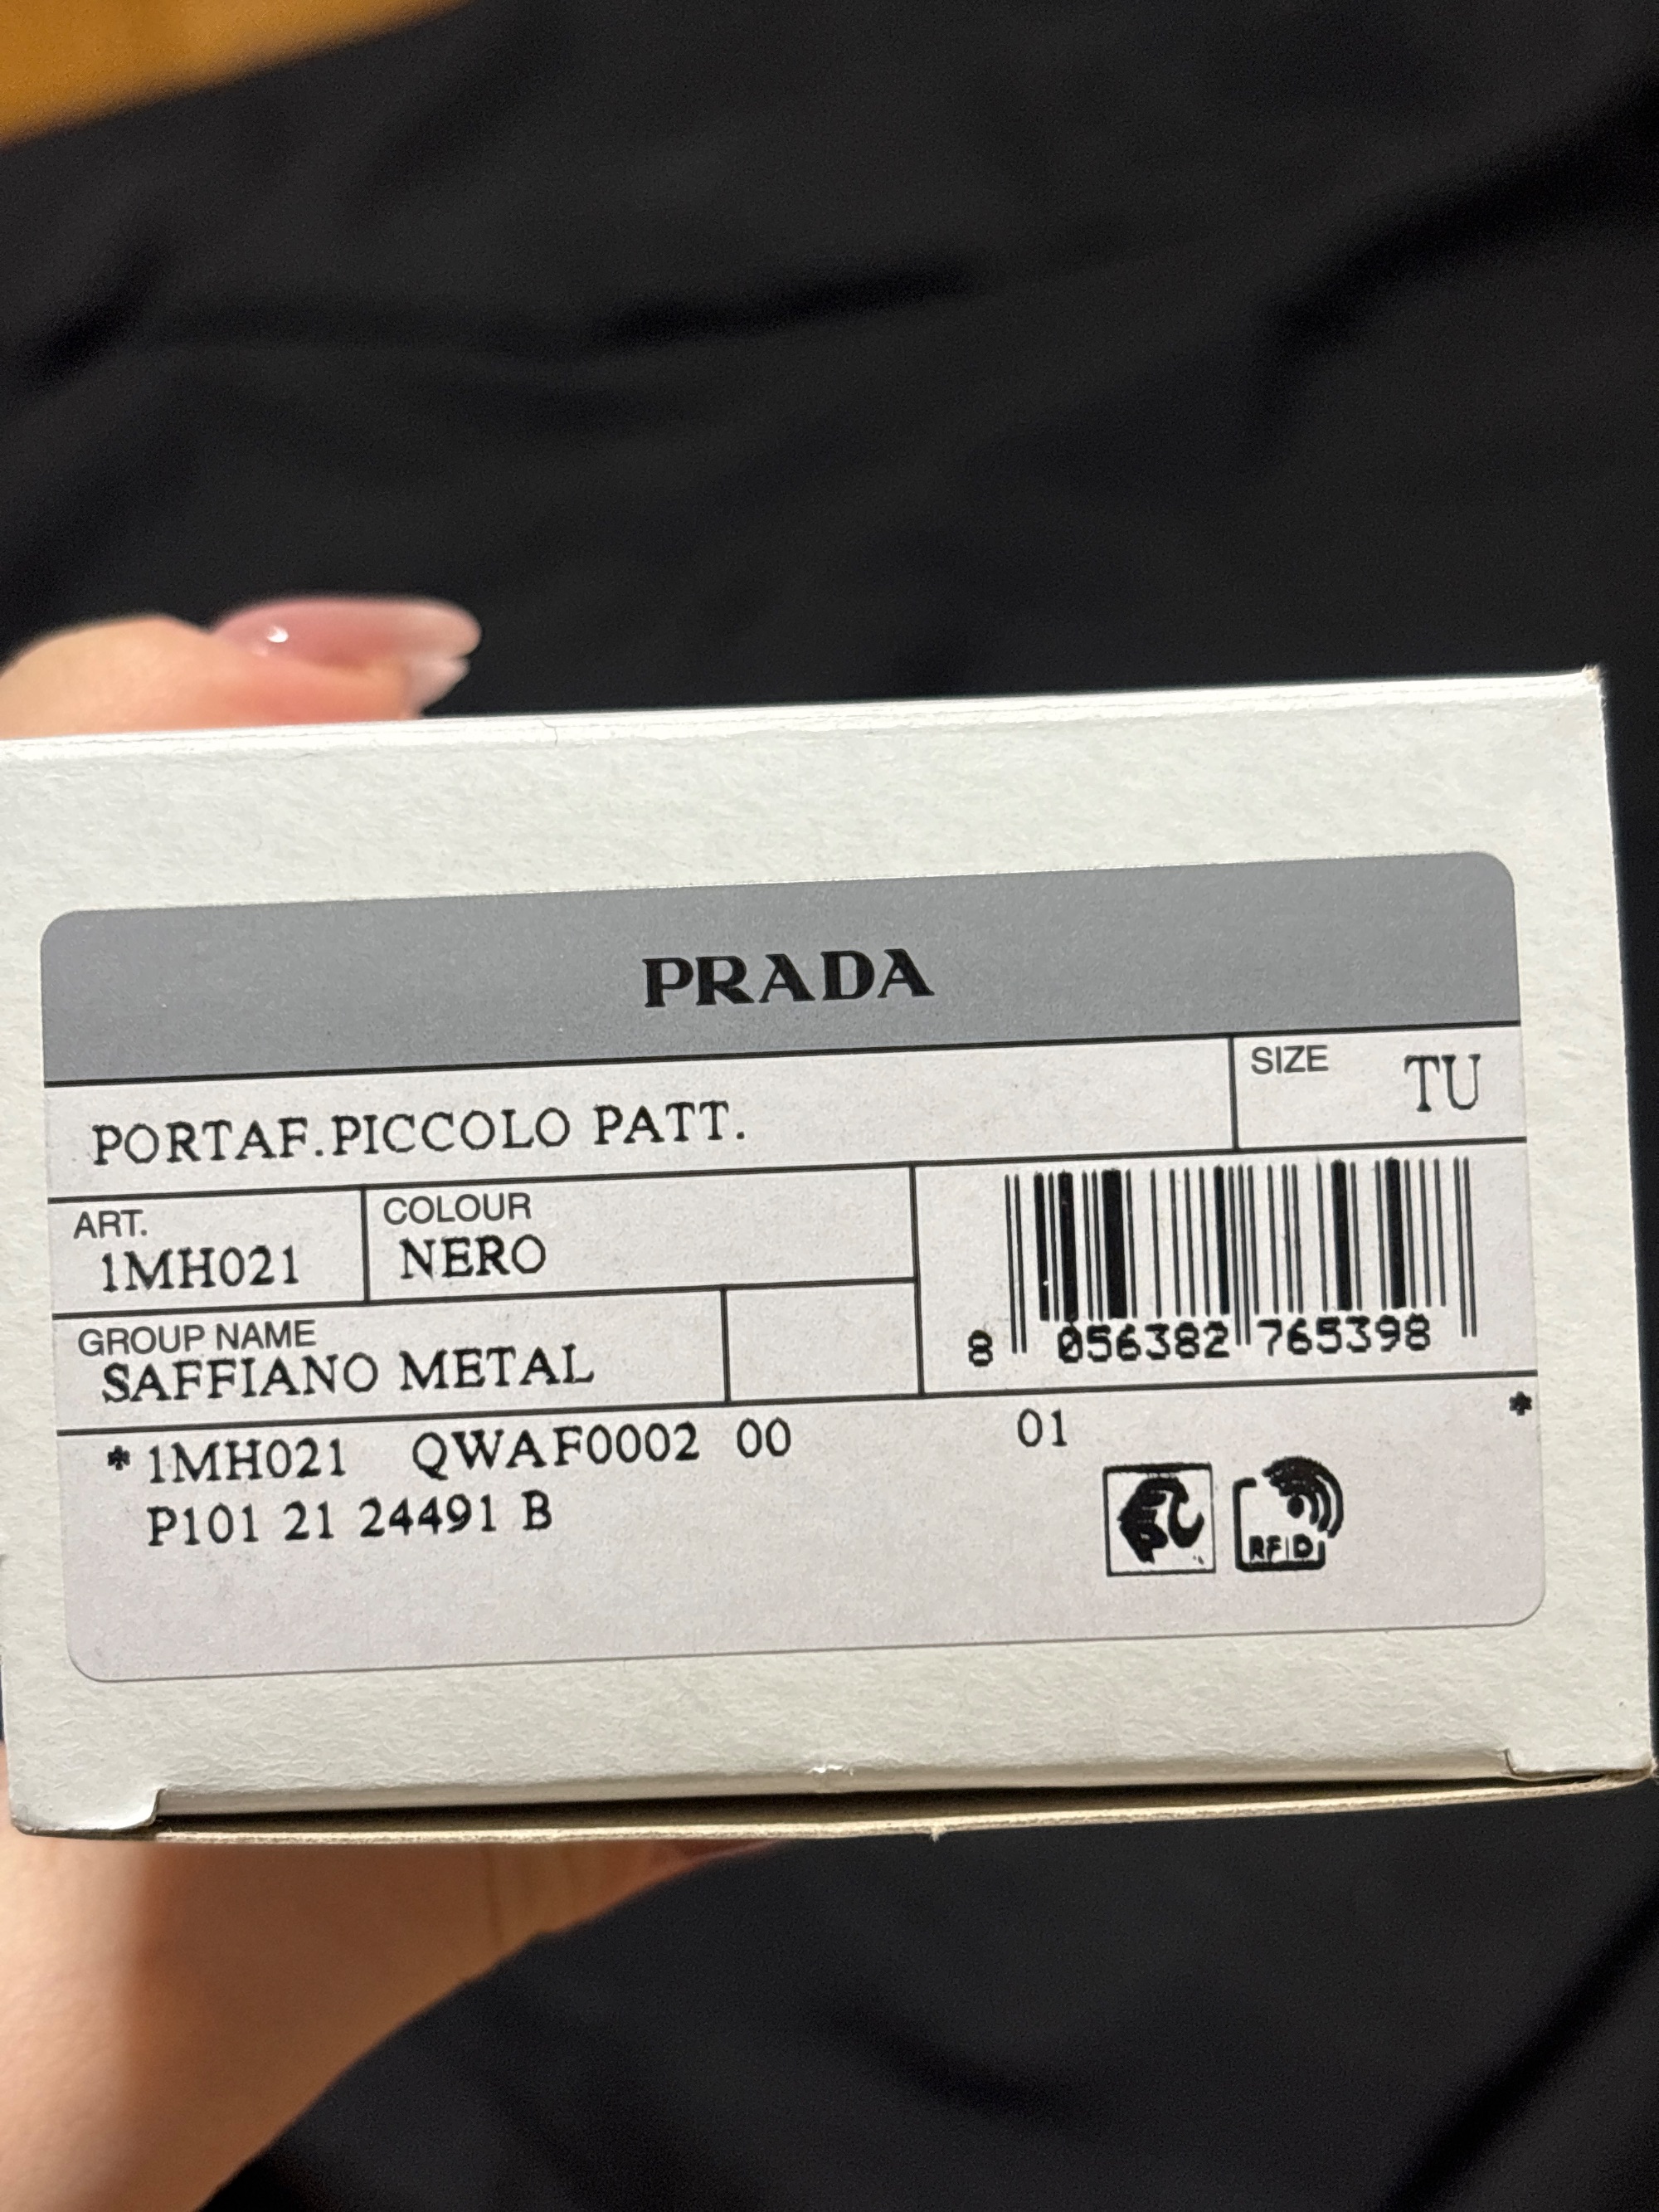 PRADA
PORTAF.PICCOLO PATT.
SIZE TU
ART.
1MH021
COLOUR
NERO
GROUP NAME
SAFFIANO METAL
8 056382 765398
* 1MH021 QWAF0002 00 01 *
P101 21 24491 B
RFID